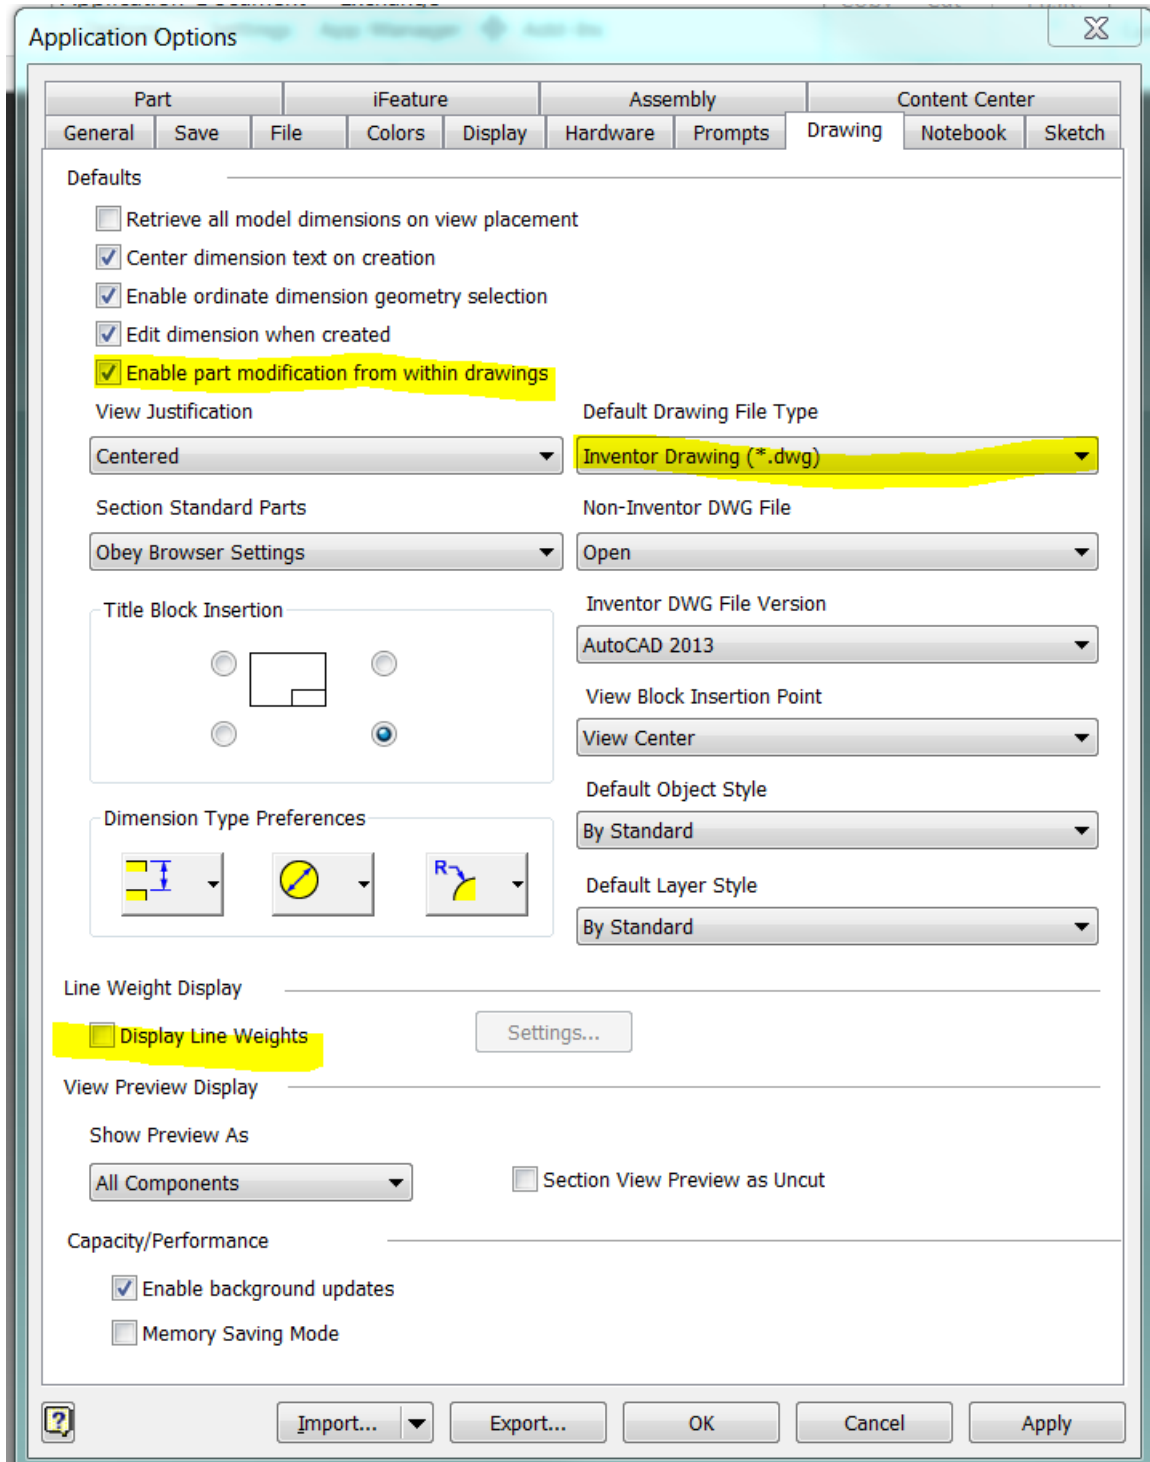 Application Options
Part iFeature Assembly Content Center
General Save File Colors Display Hardware Prompts Drawing Notebook Sketch
Defaults
Retrieve all model dimensions on view placement
Center dimension text on creation
Enable ordinate dimension geometry selection
Edit dimension when created
Enable part modification from within drawings
View Justification Default Drawing File Type
Centered Inventor Drawing (*.dwg)
Section Standard Parts Non-Inventor DWG File
Obey Browser Settings Open
Title Block Insertion Inventor DWG File Version
AutoCAD 2013
View Block Insertion Point
View Center
Default Object Style
Dimension Type Preferences By Standard
R
Default Layer Style
By Standard
Line Weight Display
Display Line Weights Settings...
View Preview Display
Show Preview As
All Components Section View Preview as Uncut
Capacity/Performance
Enable background updates
Memory Saving Mode
? Import... Export... OK Cancel Apply